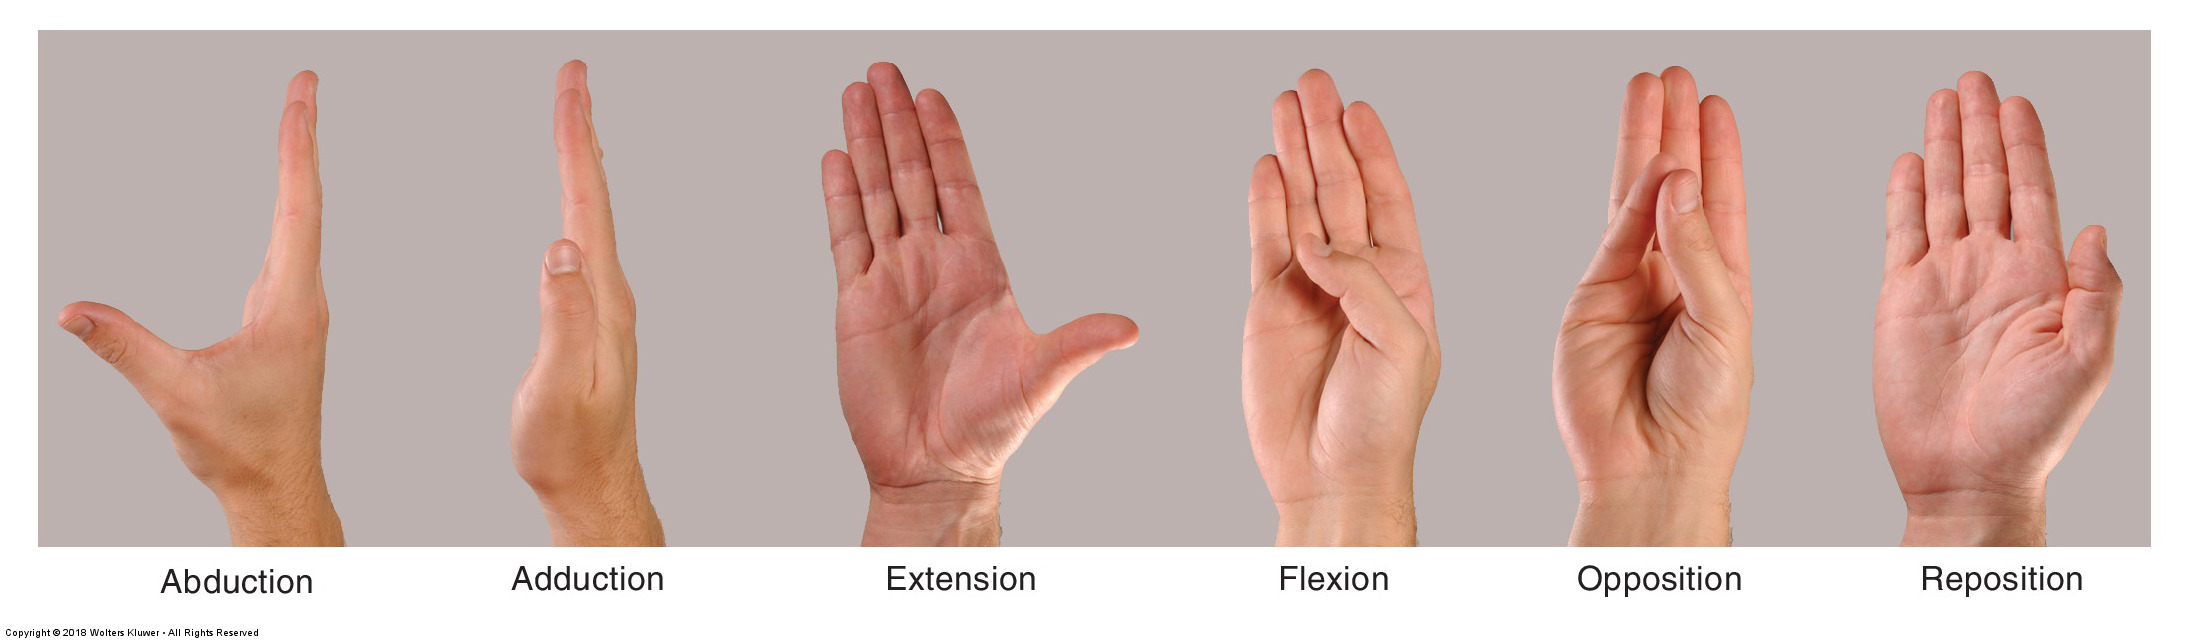 Abduction
Adduction
Extension
Flexion
Opposition
Reposition
Copyright © 2018 Wolters Kluwer - All Rights Reserved